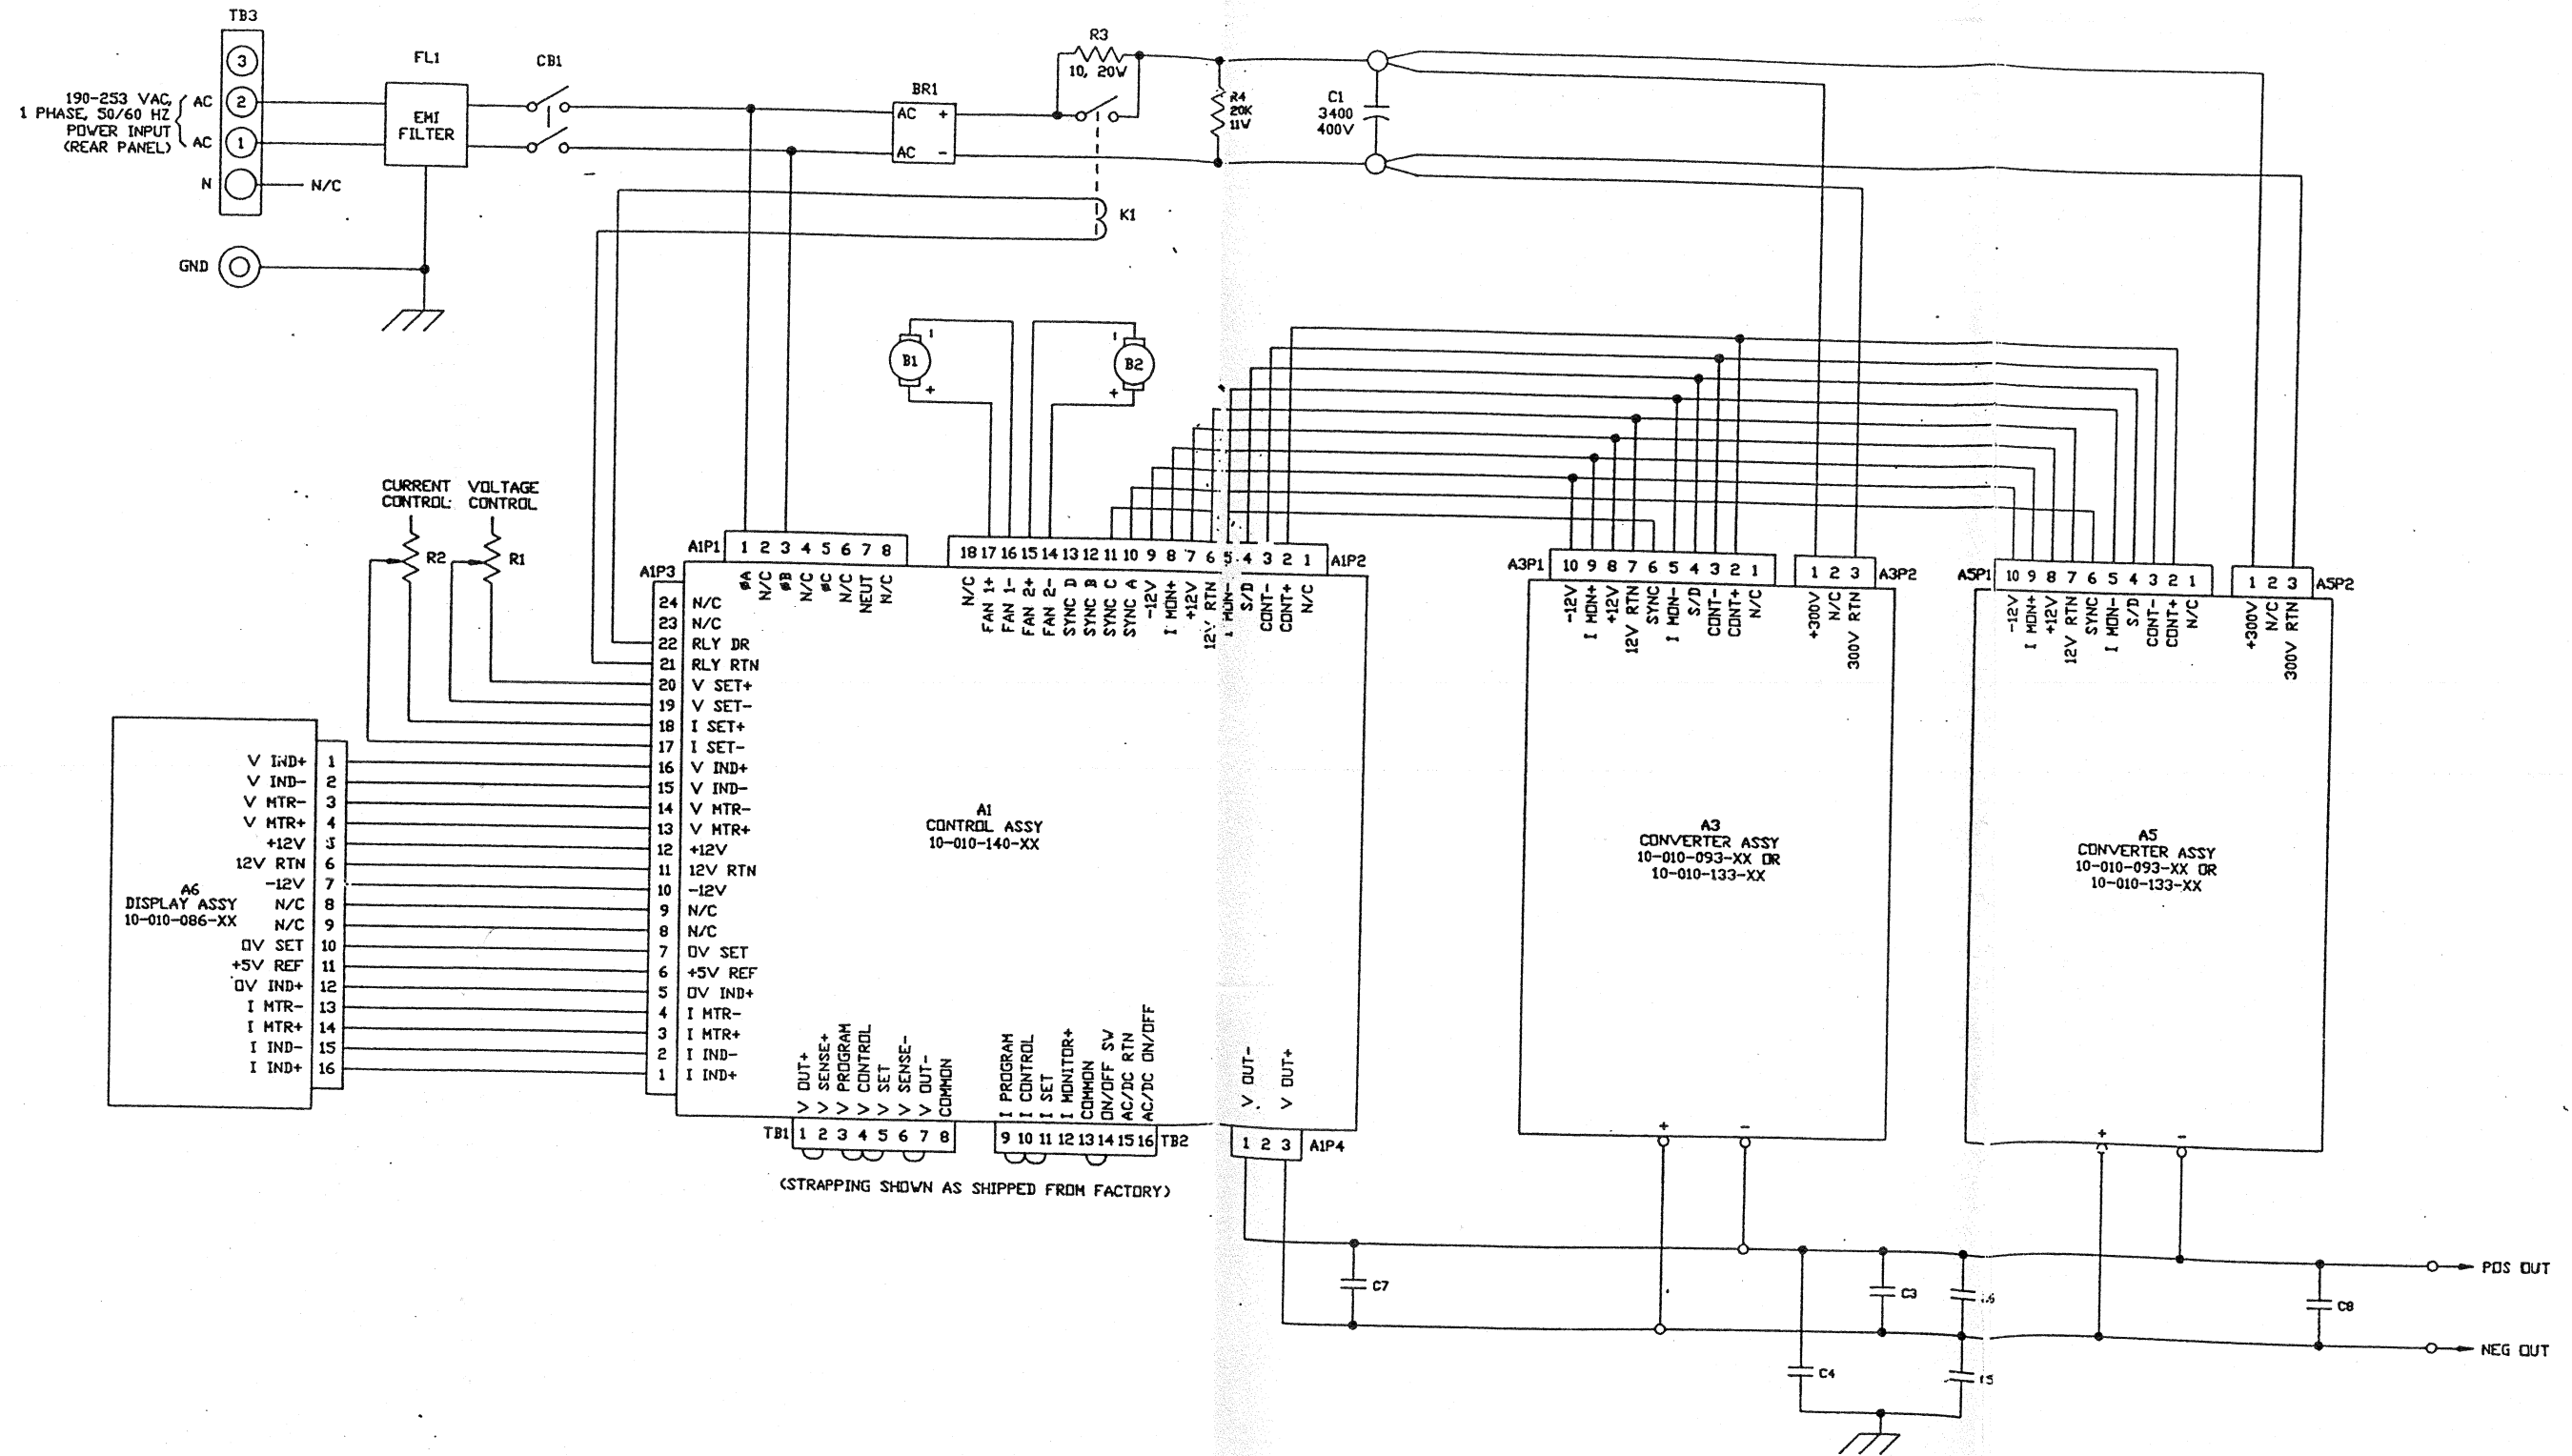 TB3
3
2
1
190-253 VAC,
1 PHASE, 50/60 HZ
POWER INPUT
(REAR PANEL)
AC
AC
N
N/C
GND
FL1
EMI
FILTER
CB1
BR1
AC +
AC -
R3
10, 20W
R4
20K
11W
C1
3400
400V
K1
B1
-
+
B2
-
+
CURRENT
CONTROL
VOLTAGE
CONTROL
R2
R1
A1P1
1 2 3 4 5 6 7 8
ØA
N/C
ØB
N/C
ØC
N/C
NEUT
N/C
18 17 16 15 14 13 12 11 10 9 8 7 6 5 4 3 2 1
A1P2
N/C
FAN 1+
FAN 1-
FAN 2+
FAN 2-
SYNC D
SYNC B
SYNC C
SYNC A
-12V
I MON+
+12V
12V RTN
I MON-
S/D
CONT-
CONT+
N/C
A1P3
24 N/C
23 N/C
22 RLY DR
21 RLY RTN
20 V SET+
19 V SET-
18 I SET+
17 I SET-
16 V IND+
15 V IND-
14 V MTR-
13 V MTR+
12 +12V
11 12V RTN
10 -12V
9 N/C
8 N/C
7 OV SET
6 +5V REF
5 OV IND+
4 I MTR-
3 I MTR+
2 I IND-
1 I IND+
A1
CONTROL ASSY
10-010-140-XX
V IND+ 1
V IND- 2
V MTR- 3
V MTR+ 4
+12V 5
12V RTN 6
-12V 7
N/C 8
N/C 9
OV SET 10
+5V REF 11
OV IND+ 12
I MTR- 13
I MTR+ 14
I IND- 15
I IND+ 16
A6
DISPLAY ASSY
10-010-086-XX
V OUT+
V SENSE+
V PROGRAM
V CONTROL
V SET
V SENSE-
V OUT-
COMMON
TB1
1 2 3 4 5 6 7 8
I PROGRAM
I CONTROL
I SET
I MONITOR+
COMMON
ON/OFF SW
AC/DC RTN
AC/DC ON/OFF
9 10 11 12 13 14 15 16
TB2
(STRAPPING SHOWN AS SHIPPED FROM FACTORY)
V OUT-
V OUT+
1 2 3
A1P4
A3P1
10 9 8 7 6 5 4 3 2 1
-12V
I MON+
+12V
12V RTN
SYNC
I MON-
S/D
CONT-
CONT+
N/C
1 2 3
A3P2
+300V
N/C
300V RTN
A3
CONVERTER ASSY
10-010-093-XX OR
10-010-133-XX
+
-
A5P1
10 9 8 7 6 5 4 3 2 1
-12V
I MON+
+12V
12V RTN
SYNC
I MON-
S/D
CONT-
CONT+
N/C
1 2 3
A5P2
+300V
N/C
300V RTN
A5
CONVERTER ASSY
10-010-093-XX OR
10-010-133-XX
+
-
C7
C3
C8
C4
POS OUT
NEG OUT